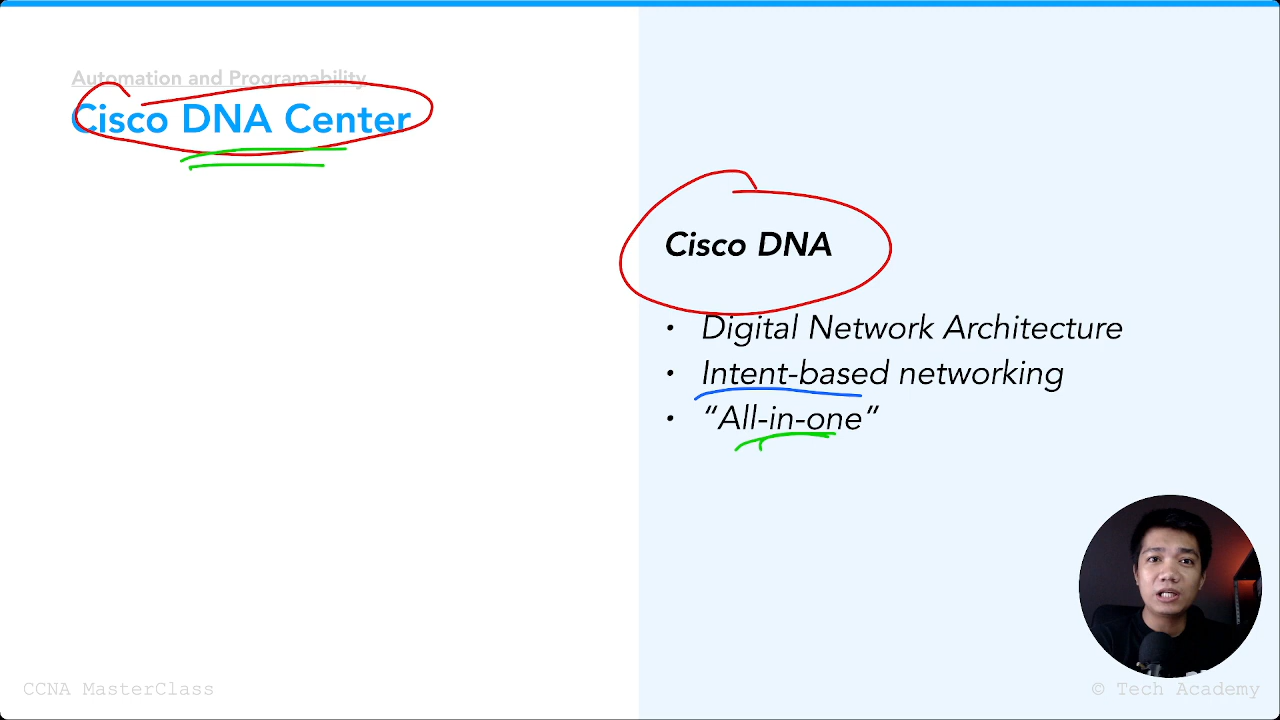 Automation and Programability
Cisco DNA Center
Cisco DNA
• Digital Network Architecture
• Intent-based networking
• “All-in-one”
CCNA MasterClass
© Tech Academy